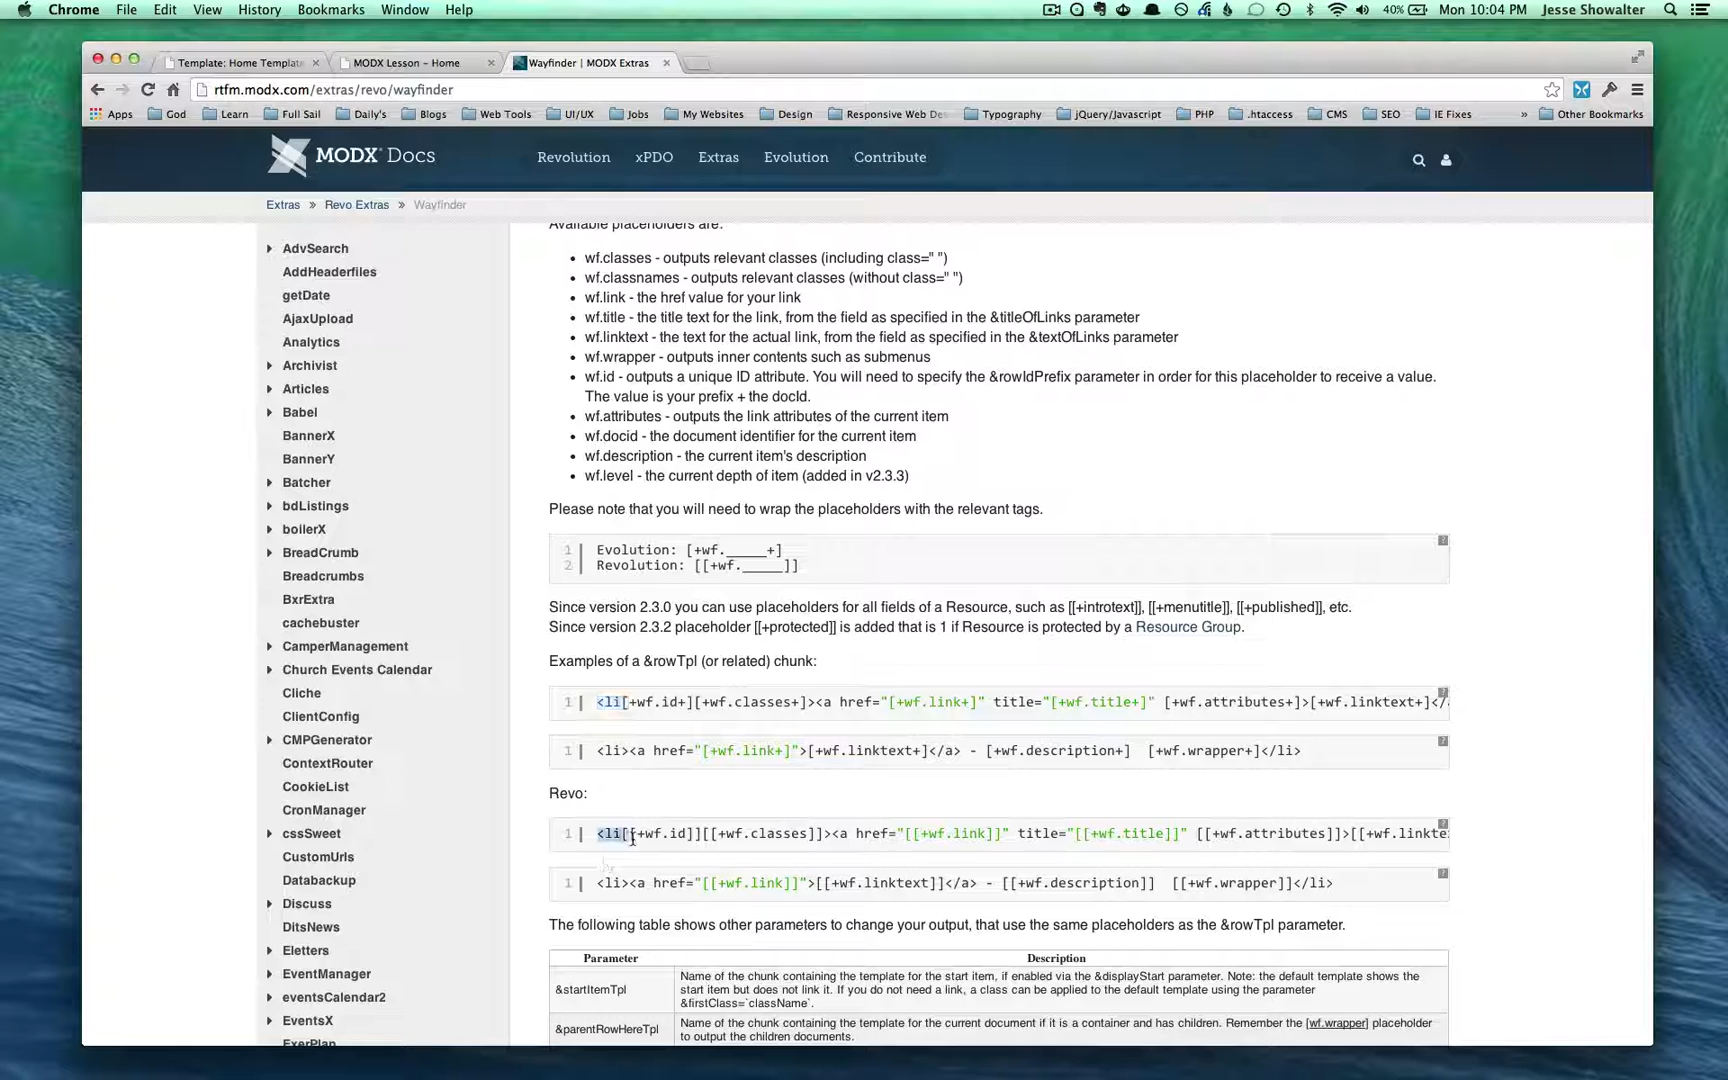 Chrome File Edit View History Bookmarks Window Help 40% Mon 10:04 PM Jesse Showalter
Template: Home Template MODX Lesson - Home Wayfinder | MODX Extras
rtfm.modx.com/extras/revo/wayfinder
Apps God Learn Full Sail Daily's Blogs Web Tools UI/UX Jobs My Websites Design Responsive Web De Typography jQuery/Javascript PHP .htaccess CMS SEO IE Fixes » Other Bookmarks
MODX Docs Revolution xPDO Extras Evolution Contribute
Extras » Revo Extras » Wayfinder
AdvSearch
AddHeaderfiles
getDate
AjaxUpload
Analytics
Archivist
Articles
Babel
BannerX
BannerY
Batcher
bdListings
boilerX
BreadCrumb
Breadcrumbs
BxrExtra
cachebuster
CamperManagement
Church Events Calendar
Cliche
ClientConfig
CMPGenerator
ContextRouter
CookieList
CronManager
cssSweet
CustomUrls
Databackup
Discuss
DitsNews
Eletters
EventManager
eventsCalendar2
EventsX
ExerPlan
Available placeholders are:
• wf.classes - outputs relevant classes (including class=" ")
• wf.classnames - outputs relevant classes (without class=" ")
• wf.link - the href value for your link
• wf.title - the title text for the link, from the field as specified in the &titleOfLinks parameter
• wf.linktext - the text for the actual link, from the field as specified in the &textOfLinks parameter
• wf.wrapper - outputs inner contents such as submenus
• wf.id - outputs a unique ID attribute. You will need to specify the &rowIdPrefix parameter in order for this placeholder to receive a value.
The value is your prefix + the docId.
• wf.attributes - outputs the link attributes of the current item
• wf.docid - the document identifier for the current item
• wf.description - the current item's description
• wf.level - the current depth of item (added in v2.3.3)
Please note that you will need to wrap the placeholders with the relevant tags.
1 Evolution: [+wf._____+]
2 Revolution: [[+wf._____]]
Since version 2.3.0 you can use placeholders for all fields of a Resource, such as [[+introtext]], [[+menutitle]], [[+published]], etc.
Since version 2.3.2 placeholder [[+protected]] is added that is 1 if Resource is protected by a Resource Group.
Examples of a &rowTpl (or related) chunk:
1 <li[+wf.id+][+wf.classes+]><a href="[+wf.link+]" title="[+wf.title+]" [+wf.attributes+]>[+wf.linktext+]</
1 <li><a href="[+wf.link+]">[+wf.linktext+]</a> - [+wf.description+] [+wf.wrapper+]</li>
Revo:
1 <li[[+wf.id]][[+wf.classes]]><a href="[[+wf.link]]" title="[[+wf.title]]" [[+wf.attributes]]>[[+wf.linkte
1 <li><a href="[[+wf.link]]">[[+wf.linktext]]</a> - [[+wf.description]] [[+wf.wrapper]]</li>
The following table shows other parameters to change your output, that use the same placeholders as the &rowTpl parameter.
Parameter Description
&startItemTpl Name of the chunk containing the template for the start item, if enabled via the &displayStart parameter. Note: the default template shows the
start item but does not link it. If you do not need a link, a class can be applied to the default template using the parameter
&firstClass=`className`.
&parentRowHereTpl Name of the chunk containing the template for the current document if it is a container and has children. Remember the [wf.wrapper] placeholder
to output the children documents.